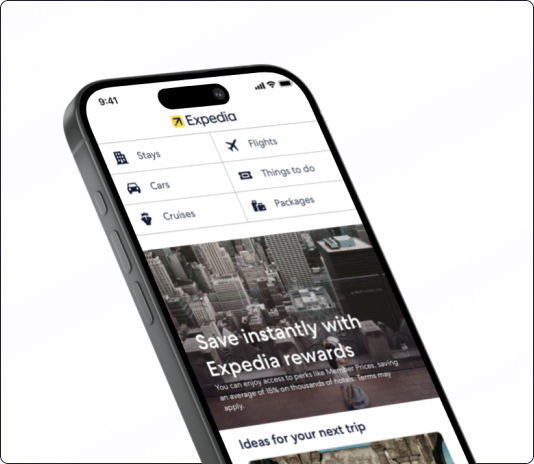 9:41
Expedia
Stays
Flights
Cars
Things to do
Cruises
Packages
Save instantly with
Expedia rewards
You can enjoy access to perks like Member Prices, saving
an average of 15% on thousands of hotels. Terms may
apply.
Ideas for your next trip